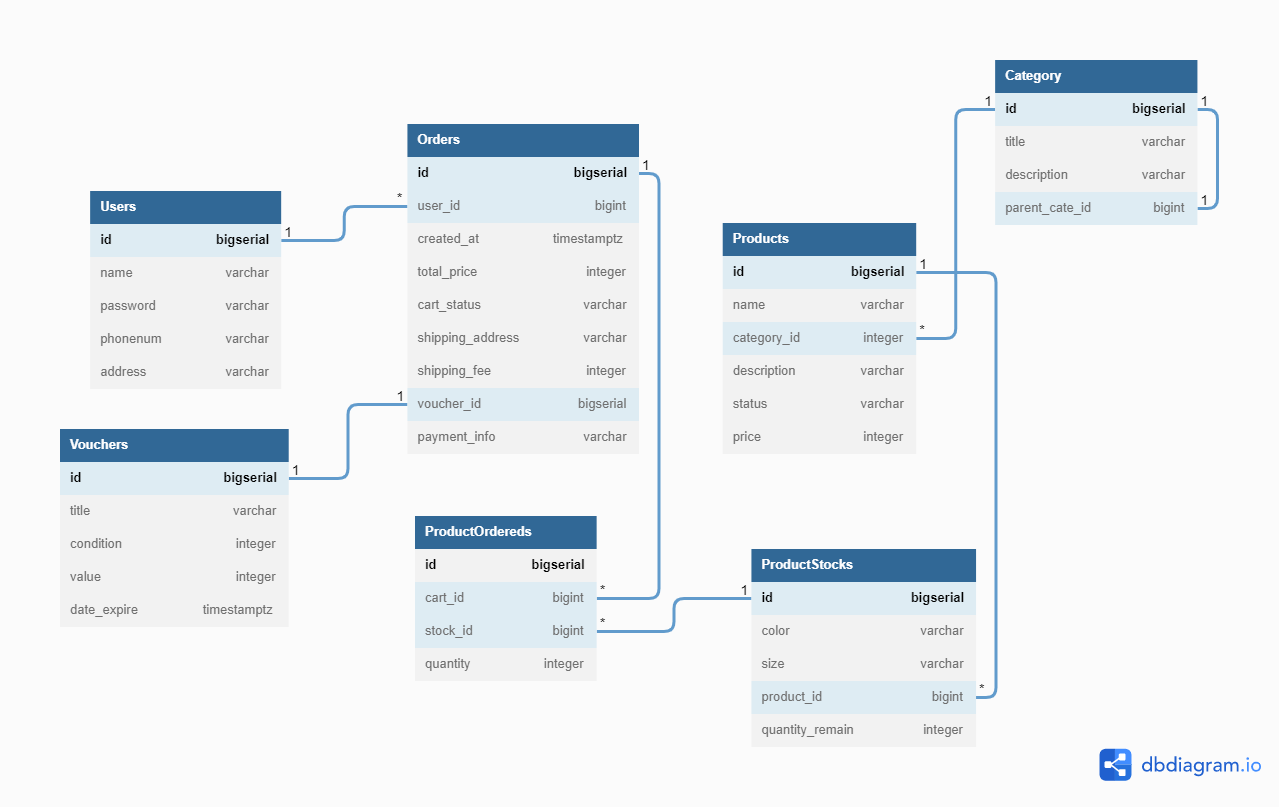 Category
id bigserial
title varchar
description varchar
parent_cate_id bigint
1
1
1
Orders
id bigserial
user_id bigint
created_at timestamptz
total_price integer
cart_status varchar
shipping_address varchar
shipping_fee integer
voucher_id bigserial
payment_info varchar
1
*
1
Users
id bigserial
name varchar
password varchar
phonenum varchar
address varchar
1
Products
id bigserial
name varchar
category_id integer
description varchar
status varchar
price integer
1
*
Vouchers
id bigserial
title varchar
condition integer
value integer
date_expire timestamptz
1
ProductOrdereds
id bigserial
cart_id bigint
stock_id bigint
quantity integer
*
*
ProductStocks
id bigserial
color varchar
size varchar
product_id bigint
quantity_remain integer
1
*
dbdiagram.io